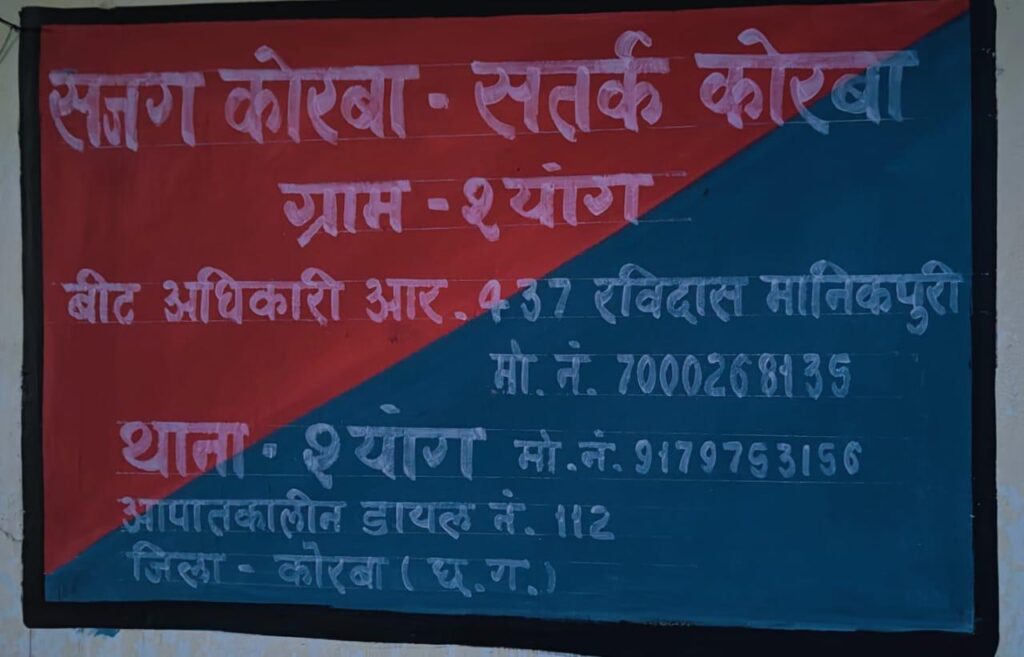 सजग कोरबा - सतर्क कोरबा
ग्राम - श्यांग
बीट अधिकारी आर. 437 रविदास मानिकपुरी
मो. नं. 7000268135
थाना - श्यांग मो. नं. 9179753156
आपातकालीन डायल नं. 112
जिला - कोरबा (छ.ग.)